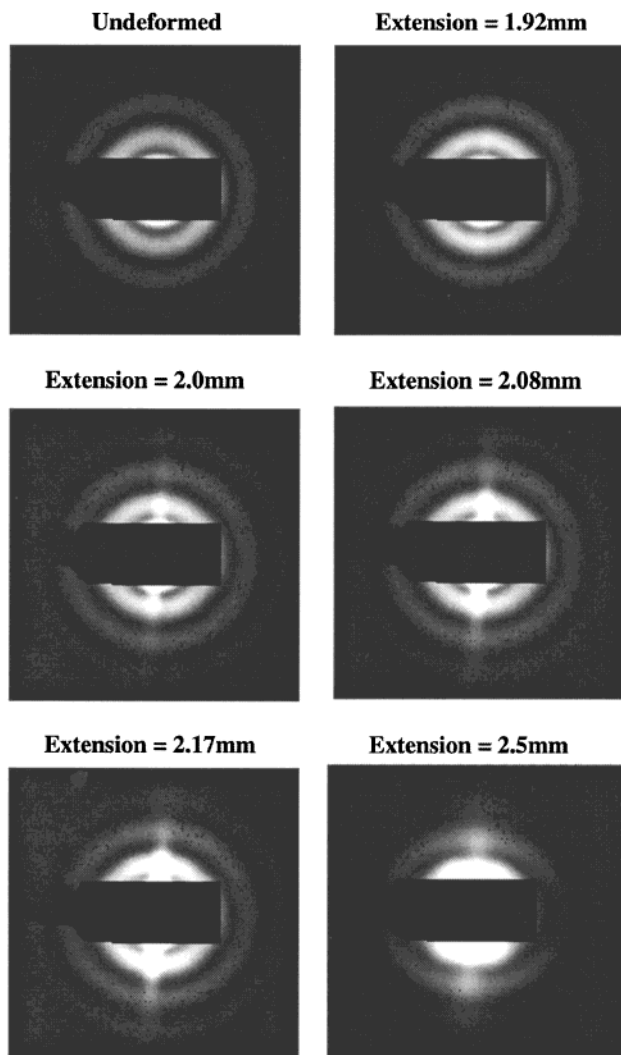 Undeformed
Extension = 1.92mm
Extension = 2.0mm
Extension = 2.08mm
Extension = 2.17mm
Extension = 2.5mm